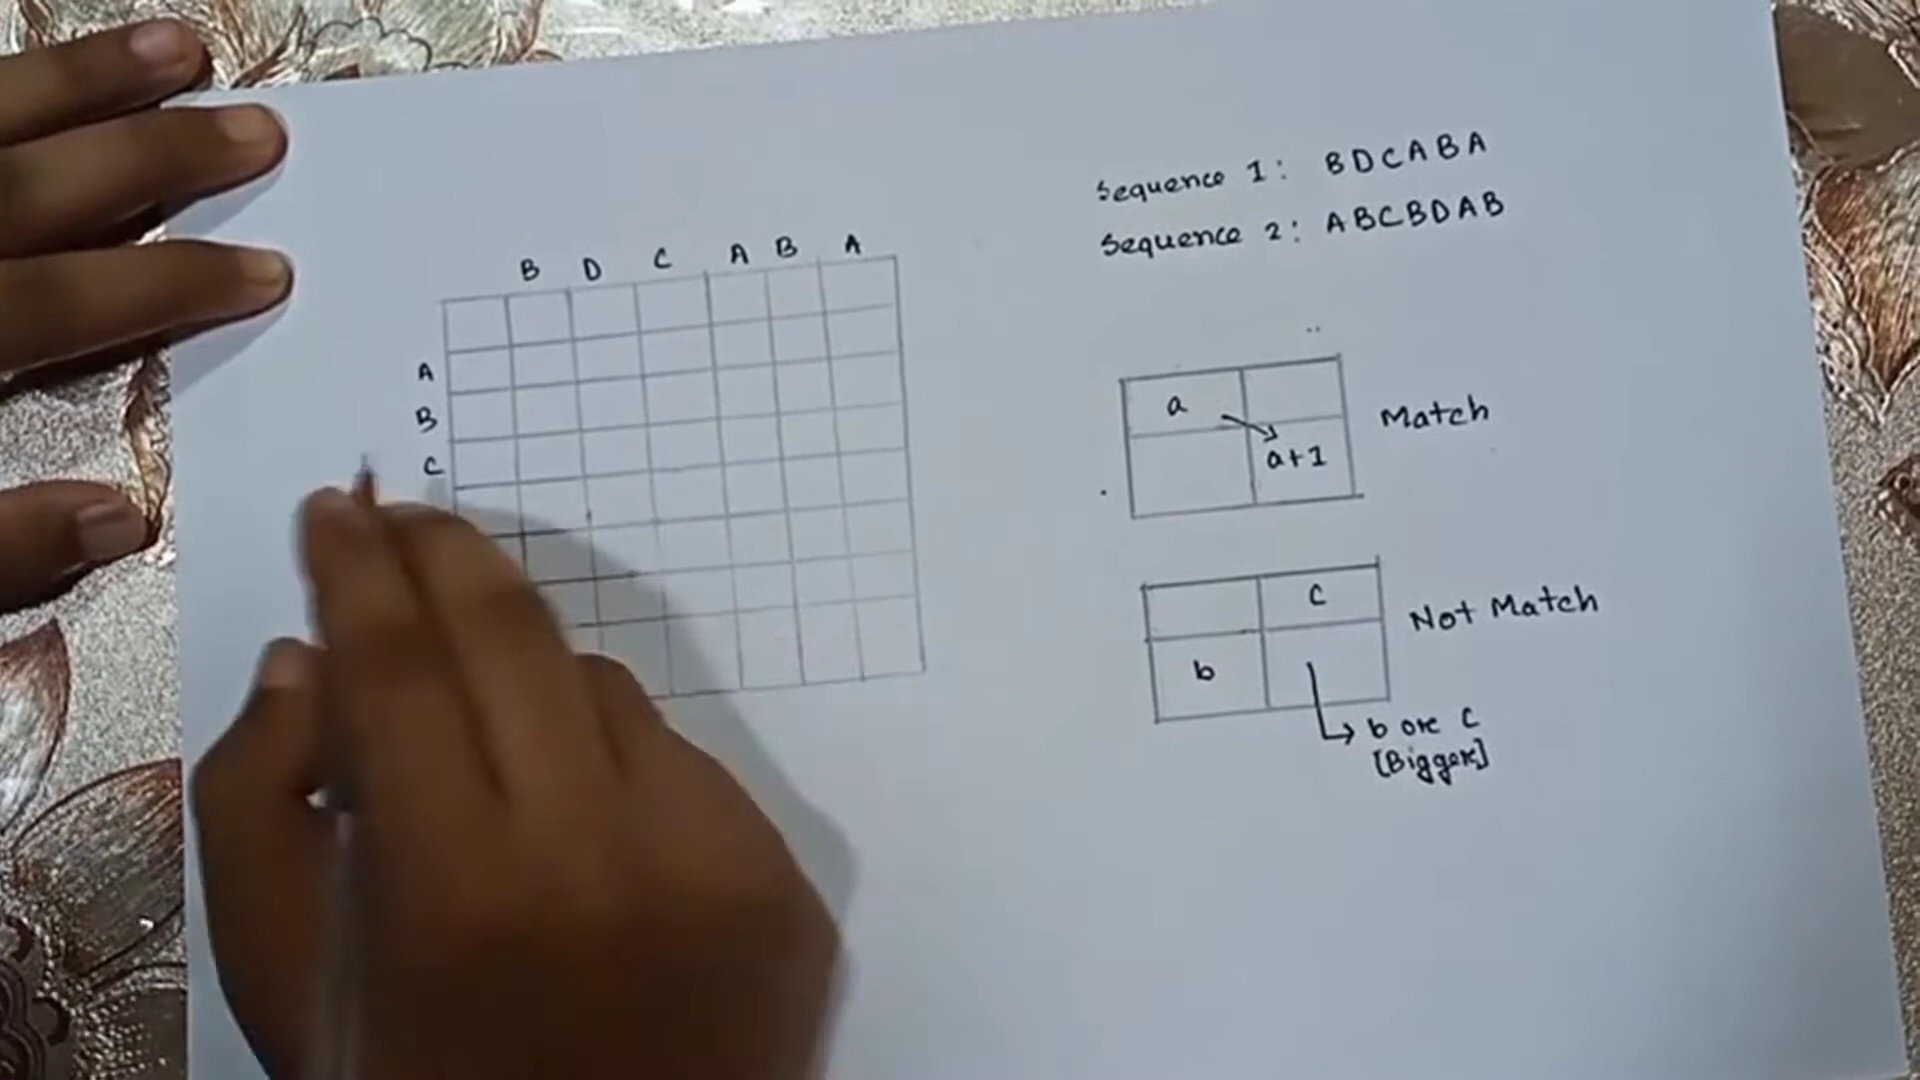 Sequence 1: BDCABA
Sequence 2: ABCBDAB
B D C A B A
A
B
C
a
a+1
Match
c
b
Not Match
b or c
[Bigger]